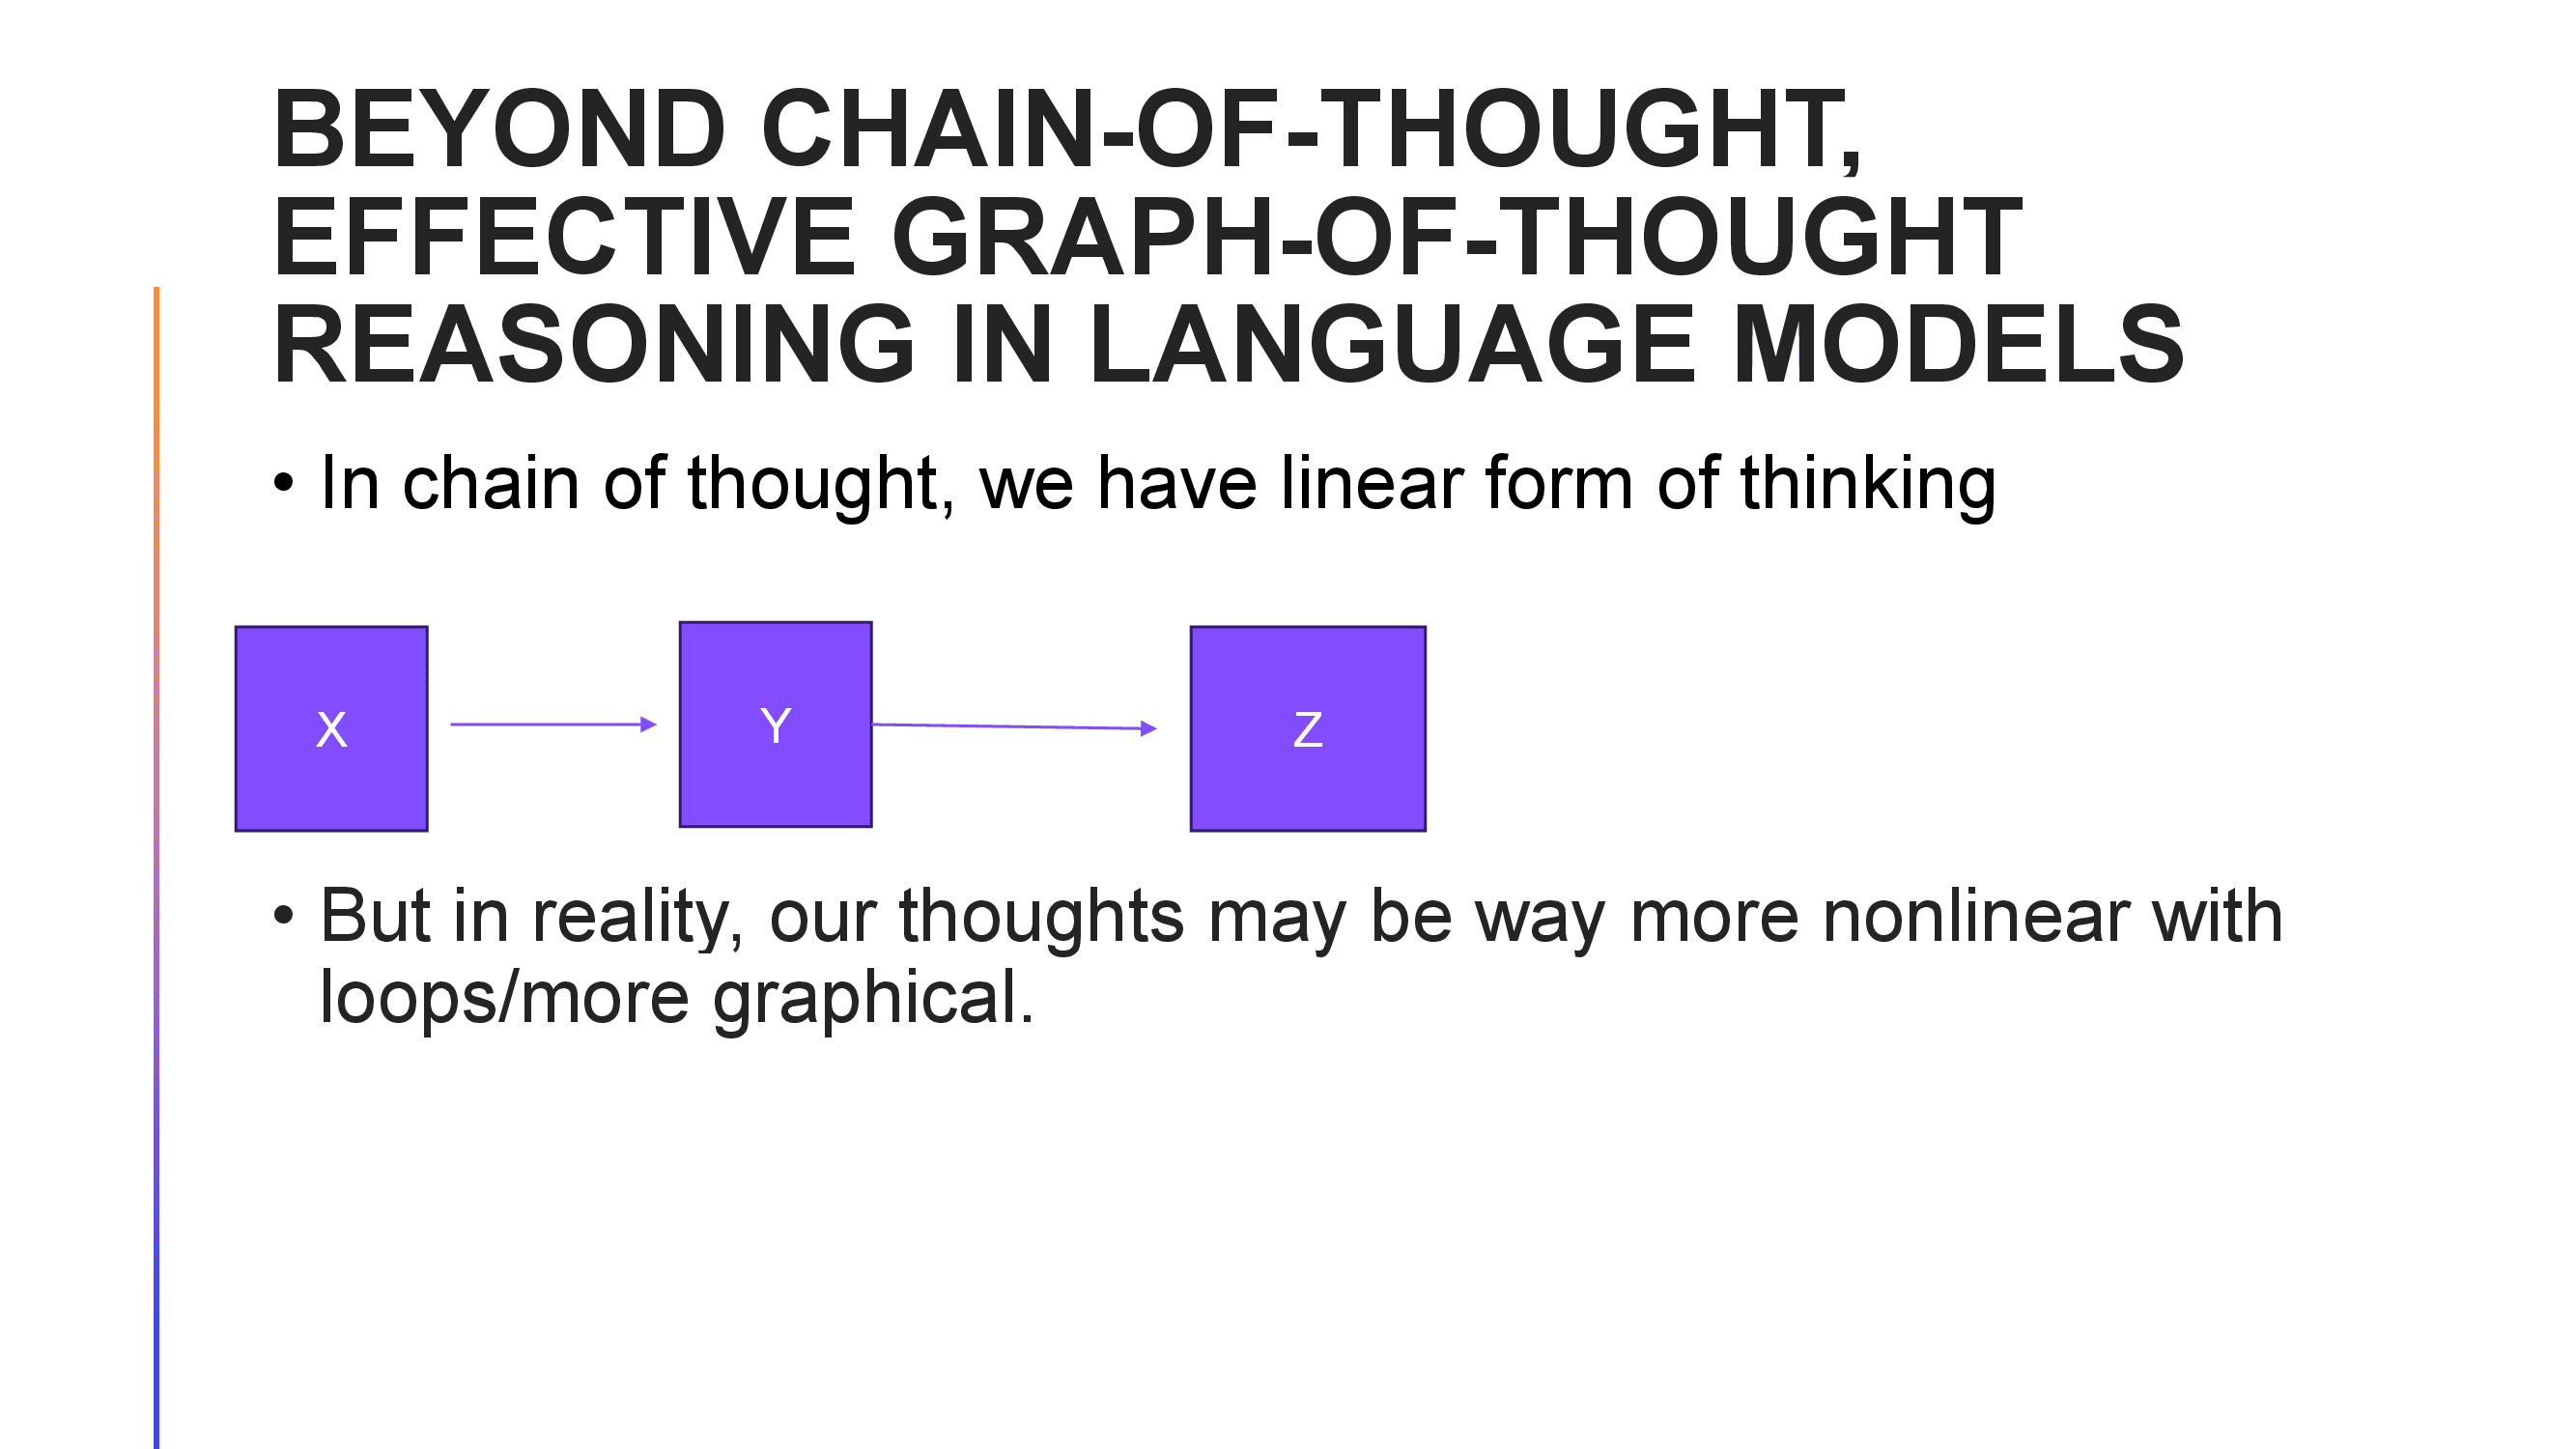 BEYOND CHAIN-OF-THOUGHT,
EFFECTIVE GRAPH-OF-THOUGHT
REASONING IN LANGUAGE MODELS
• In chain of thought, we have linear form of thinking
X Y Z
• But in reality, our thoughts may be way more nonlinear with
loops/more graphical.